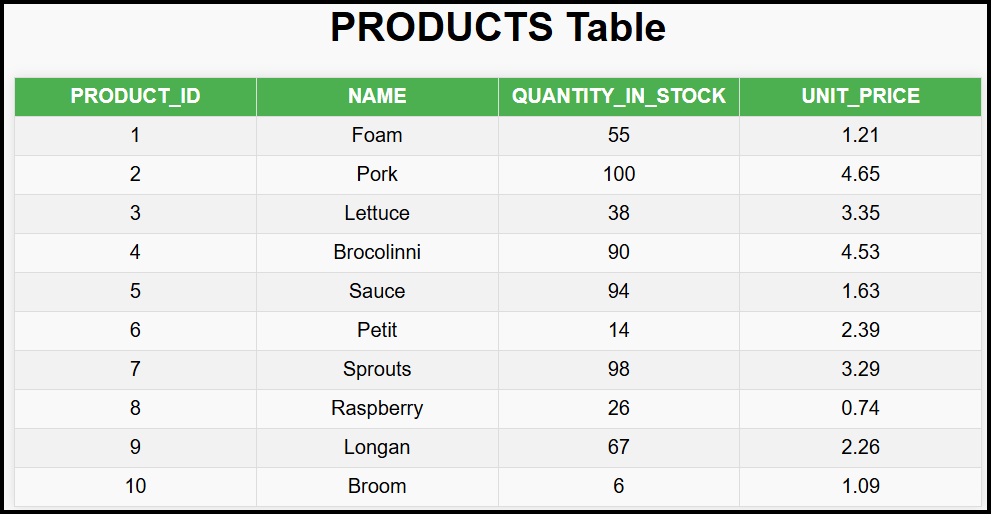 PRODUCTS Table
PRODUCT_ID NAME QUANTITY_IN_STOCK UNIT_PRICE
1 Foam 55 1.21
2 Pork 100 4.65
3 Lettuce 38 3.35
4 Brocolinni 90 4.53
5 Sauce 94 1.63
6 Petit 14 2.39
7 Sprouts 98 3.29
8 Raspberry 26 0.74
9 Longan 67 2.26
10 Broom 6 1.09